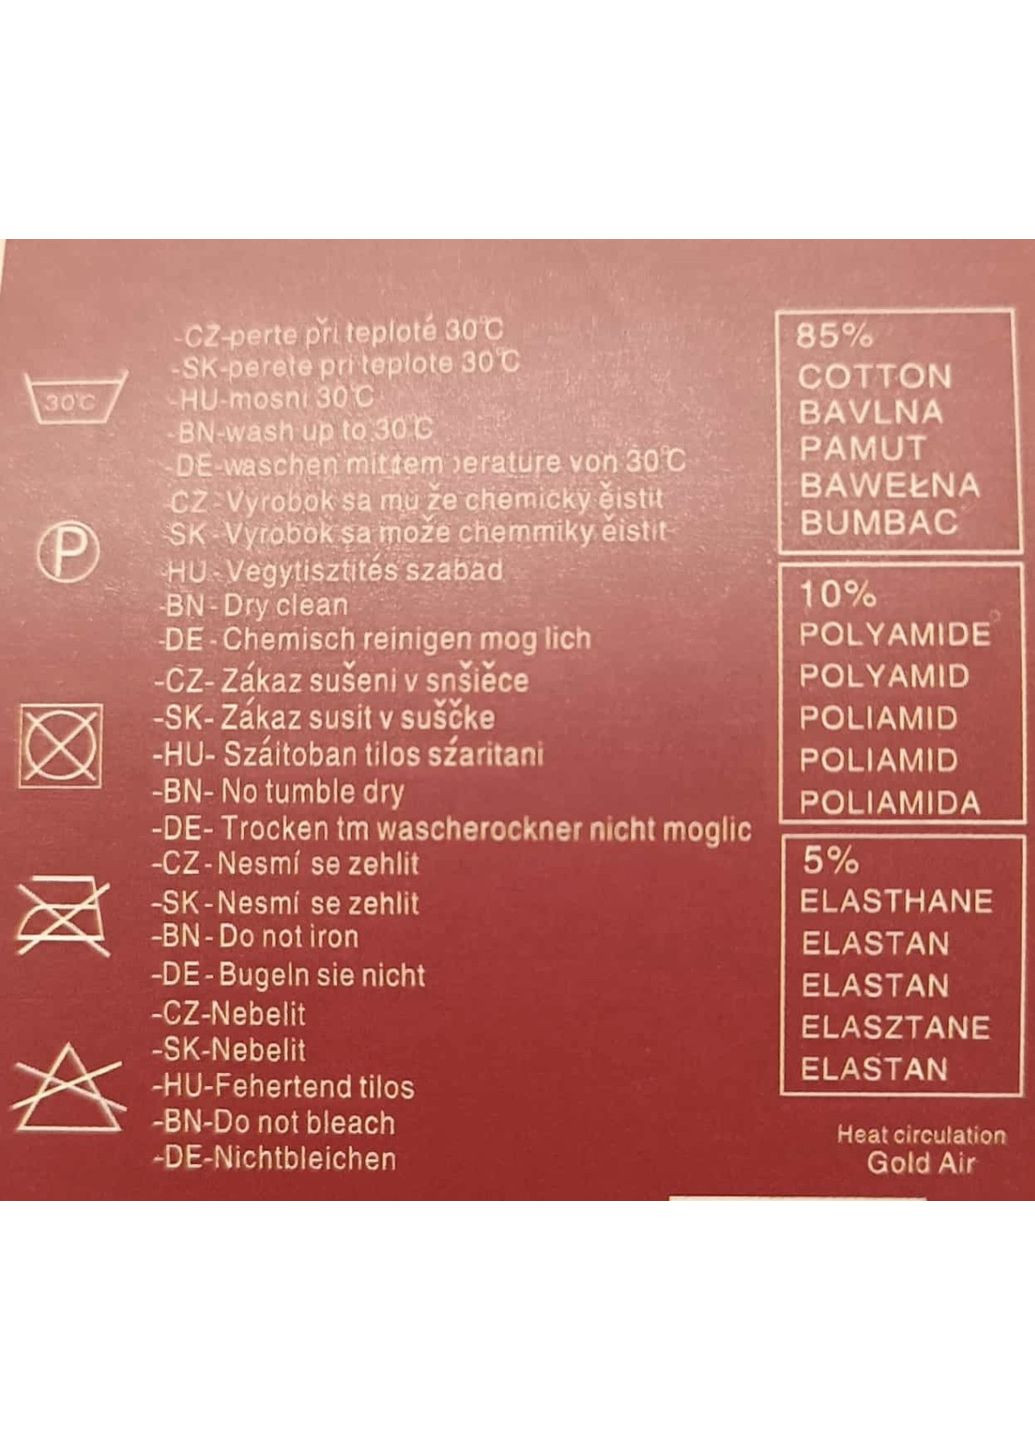 30°C
-CZ-perte při teploté 30℃
-SK-perete pri teplote 30℃
-HU-mosni 30℃
-BN-wash up to 30℃
-DE-waschen mit tem erature von 30℃
P
CZ-Vyrobok sa mu že chemicky ěistit
SK-Vyrobok sa može chemmiky ěistit
-HU-Vegytisztités szabad
-BN-Dry clean
-DE-Chemisch reinigen mog lich
-CZ-Zákaz sušeni v snšiěce
-SK-Zákaz susit v suščke
-HU-Száitoban tilos sźaritani
-BN-No tumble dry
-DE-Trocken tm wascherockner nicht moglic
-CZ-Nesmí se zehlit
-SK-Nesmí se zehlit
-BN-Do not iron
-DE-Bugeln sie nicht
-CZ-Nebelit
-SK-Nebelit
-HU-Fehertend tilos
-BN-Do not bleach
-DE-Nichtbleichen
85%
COTTON
BAVLNA
PAMUT
BAWEŁNA
BUMBAC
10%
POLYAMIDE
POLYAMID
POLIAMID
POLIAMID
POLIAMIDA
5%
ELASTHANE
ELASTAN
ELASTAN
ELASZTANE
ELASTAN
Heat circulation
Gold Air